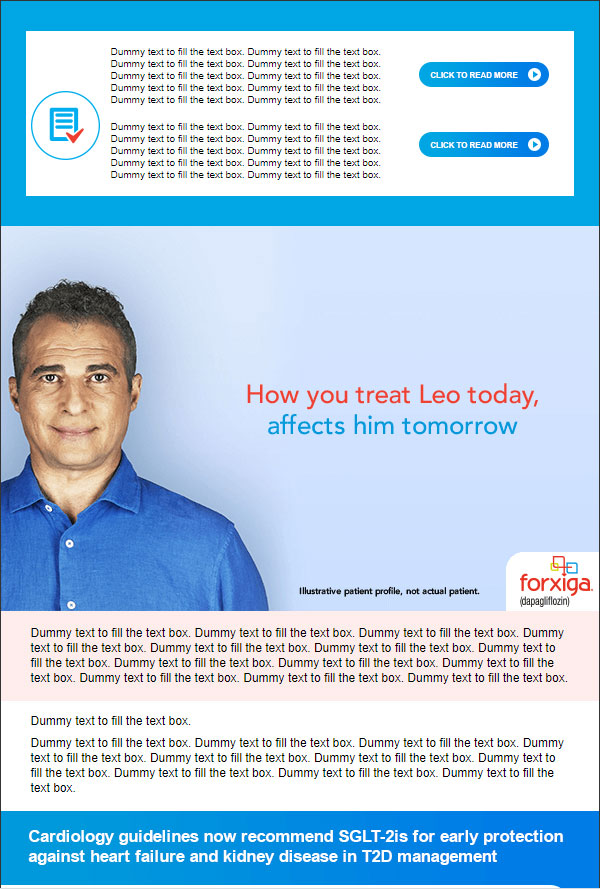 Dummy text to fill the text box. Dummy text to fill the text box.
Dummy text to fill the text box. Dummy text to fill the text box.
Dummy text to fill the text box. Dummy text to fill the text box.
Dummy text to fill the text box. Dummy text to fill the text box.
Dummy text to fill the text box. Dummy text to fill the text box.
CLICK TO READ MORE
Dummy text to fill the text box. Dummy text to fill the text box.
Dummy text to fill the text box. Dummy text to fill the text box.
Dummy text to fill the text box. Dummy text to fill the text box.
Dummy text to fill the text box. Dummy text to fill the text box.
Dummy text to fill the text box. Dummy text to fill the text box.
CLICK TO READ MORE
How you treat Leo today,
affects him tomorrow
Illustrative patient profile, not actual patient.
forxiga.
(dapagliflozin)
Dummy text to fill the text box. Dummy text to fill the text box. Dummy text to fill the text box. Dummy
text to fill the text box. Dummy text to fill the text box. Dummy text to fill the text box. Dummy text to
fill the text box. Dummy text to fill the text box. Dummy text to fill the text box. Dummy text to fill the
text box. Dummy text to fill the text box. Dummy text to fill the text box. Dummy text to fill the text box.
Dummy text to fill the text box.
Dummy text to fill the text box. Dummy text to fill the text box. Dummy text to fill the text box. Dummy
text to fill the text box. Dummy text to fill the text box. Dummy text to fill the text box. Dummy text to
fill the text box. Dummy text to fill the text box. Dummy text to fill the text box. Dummy text to fill the
text box.
Cardiology guidelines now recommend SGLT-2is for early protection
against heart failure and kidney disease in T2D management